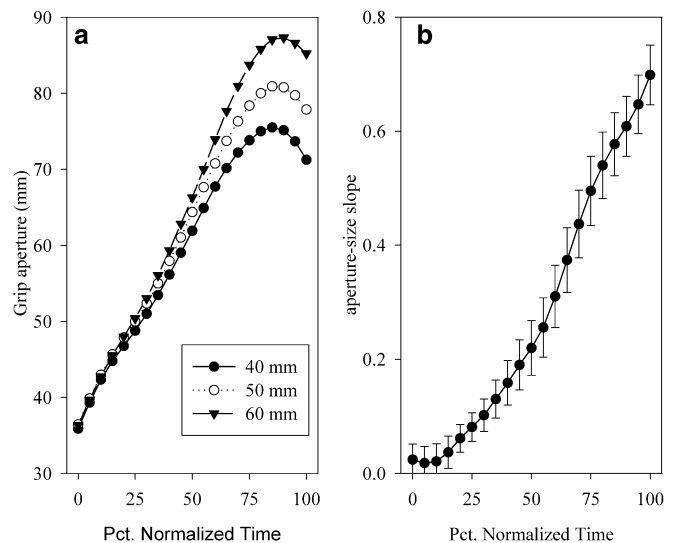 a
90
80
70
60
50
40
30
Grip aperture (mm)
40 mm
50 mm
60 mm
0 25 50 75 100
Pct. Normalized Time
b
0.8
0.6
0.4
0.2
0.0
aperture-size slope
0 25 50 75 100
Pct. Normalized Time